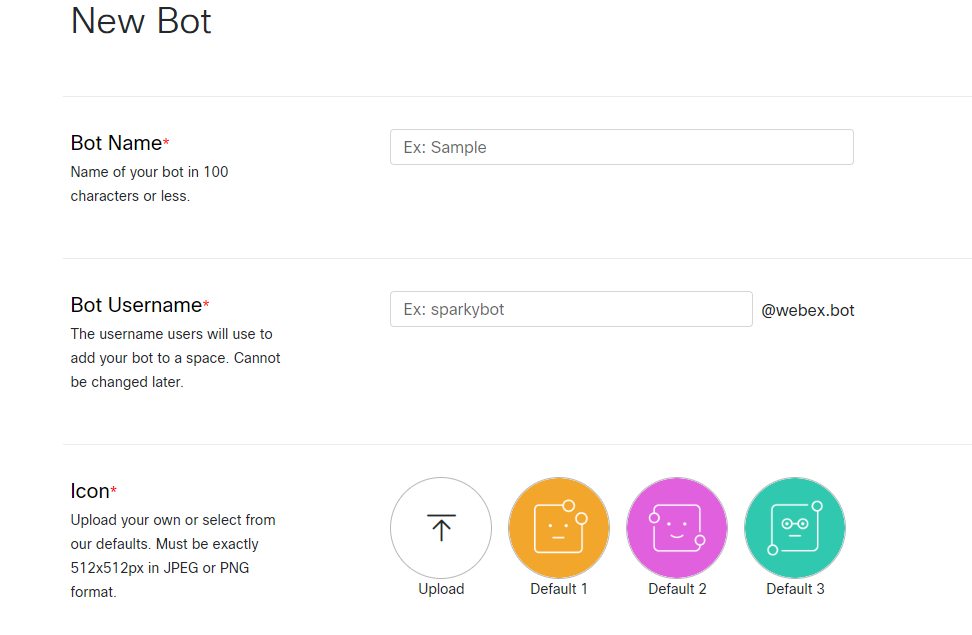 New Bot
Bot Name*
Name of your bot in 100
characters or less.
Ex: Sample
Bot Username*
The username users will use to
add your bot to a space. Cannot
be changed later.
Ex: sparkybot
@webex.bot
Icon*
Upload your own or select from
our defaults. Must be exactly
512x512px in JPEG or PNG
format.
Upload
Default 1
Default 2
Default 3